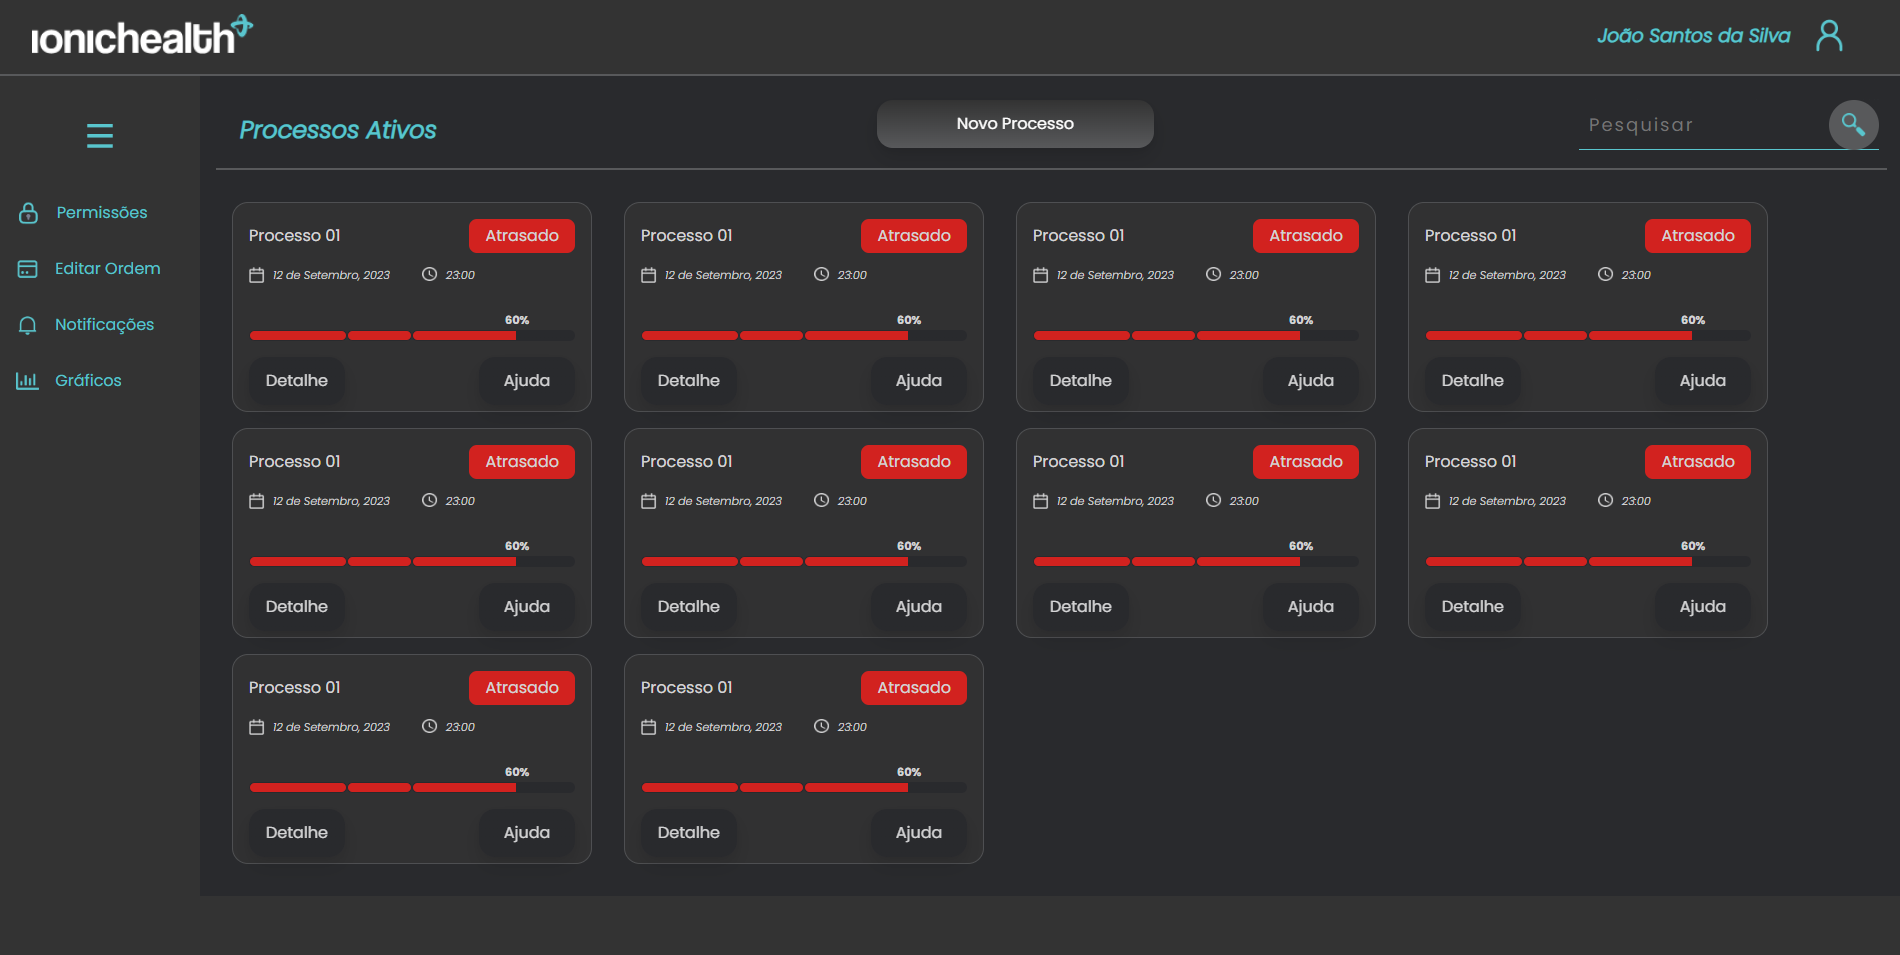 ionichealth
João Santos da Silva
Processos Ativos
Novo Processo
Pesquisar
Permissões
Editar Ordem
Notificações
Gráficos
Processo 01 Atrasado
12 de Setembro, 2023 23:00
60%
Detalhe Ajuda
Processo 01 Atrasado
12 de Setembro, 2023 23:00
60%
Detalhe Ajuda
Processo 01 Atrasado
12 de Setembro, 2023 23:00
60%
Detalhe Ajuda
Processo 01 Atrasado
12 de Setembro, 2023 23:00
60%
Detalhe Ajuda
Processo 01 Atrasado
12 de Setembro, 2023 23:00
60%
Detalhe Ajuda
Processo 01 Atrasado
12 de Setembro, 2023 23:00
60%
Detalhe Ajuda
Processo 01 Atrasado
12 de Setembro, 2023 23:00
60%
Detalhe Ajuda
Processo 01 Atrasado
12 de Setembro, 2023 23:00
60%
Detalhe Ajuda
Processo 01 Atrasado
12 de Setembro, 2023 23:00
60%
Detalhe Ajuda
Processo 01 Atrasado
12 de Setembro, 2023 23:00
60%
Detalhe Ajuda